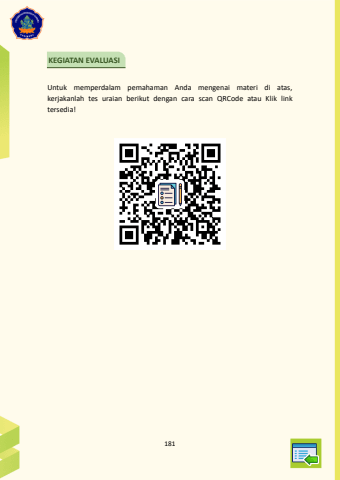 KEGIATAN EVALUASI
Untuk memperdalam pemahaman Anda mengenai materi di atas,
kerjakanlah tes uraian berikut dengan cara scan QRCode atau Klik link
tersedia!
181